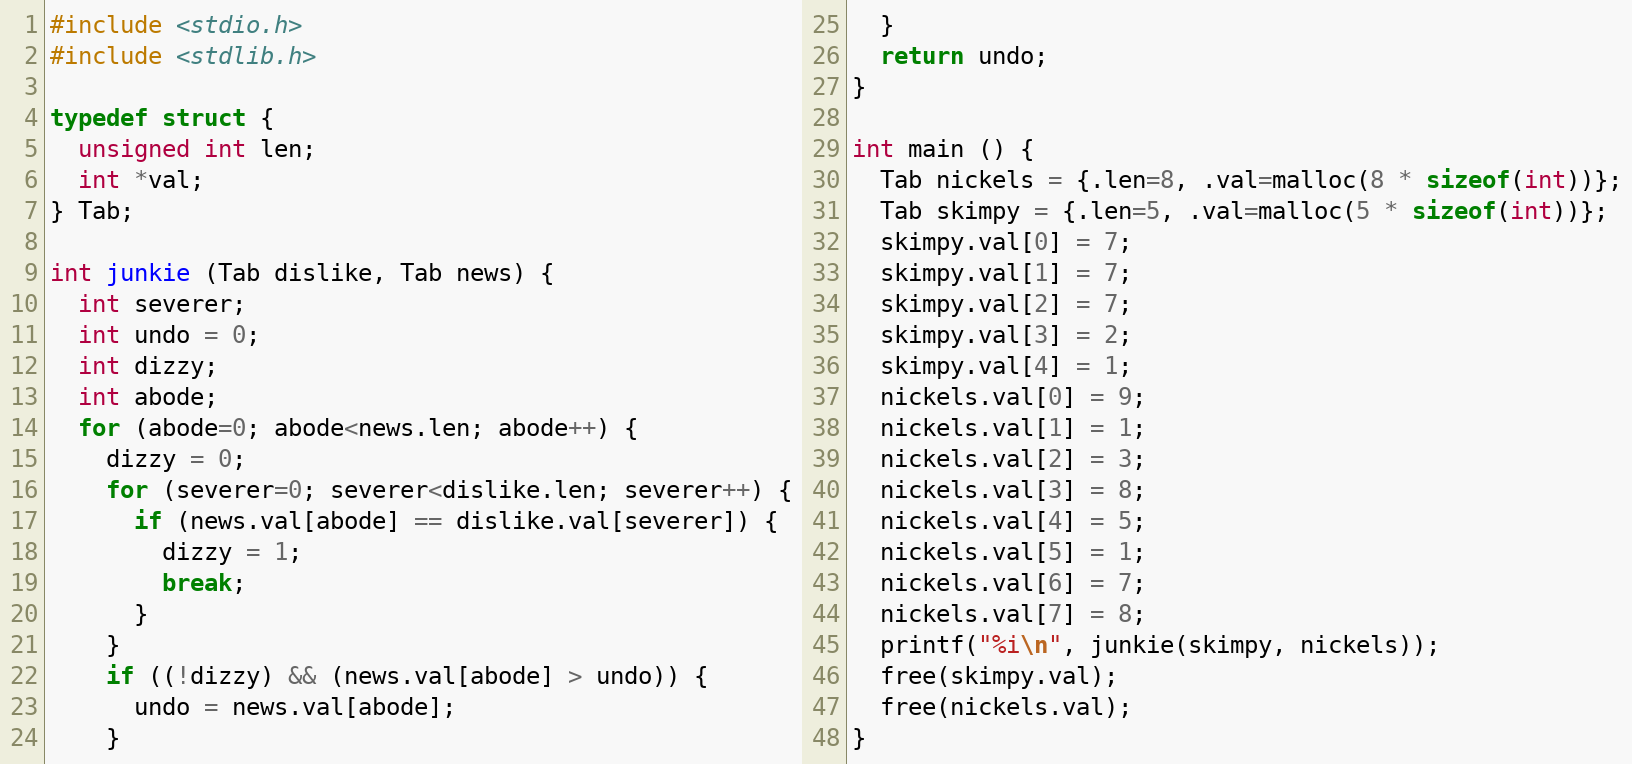 1 #include <stdio.h>
2 #include <stdlib.h>
3
4 typedef struct {
5   unsigned int len;
6   int *val;
7 } Tab;
8
9 int junkie (Tab dislike, Tab news) {
10   int severer;
11   int undo = 0;
12   int dizzy;
13   int abode;
14   for (abode=0; abode<news.len; abode++) {
15     dizzy = 0;
16     for (severer=0; severer<dislike.len; severer++) {
17       if (news.val[abode] == dislike.val[severer]) {
18         dizzy = 1;
19         break;
20       }
21     }
22     if ((!dizzy) && (news.val[abode] > undo)) {
23       undo = news.val[abode];
24     }
25   }
26   return undo;
27 }
28
29 int main () {
30   Tab nickels = {.len=8, .val=malloc(8 * sizeof(int))};
31   Tab skimpy = {.len=5, .val=malloc(5 * sizeof(int))};
32   skimpy.val[0] = 7;
33   skimpy.val[1] = 7;
34   skimpy.val[2] = 7;
35   skimpy.val[3] = 2;
36   skimpy.val[4] = 1;
37   nickels.val[0] = 9;
38   nickels.val[1] = 1;
39   nickels.val[2] = 3;
40   nickels.val[3] = 8;
41   nickels.val[4] = 5;
42   nickels.val[5] = 1;
43   nickels.val[6] = 7;
44   nickels.val[7] = 8;
45   printf("%i\n", junkie(skimpy, nickels));
46   free(skimpy.val);
47   free(nickels.val);
48 }